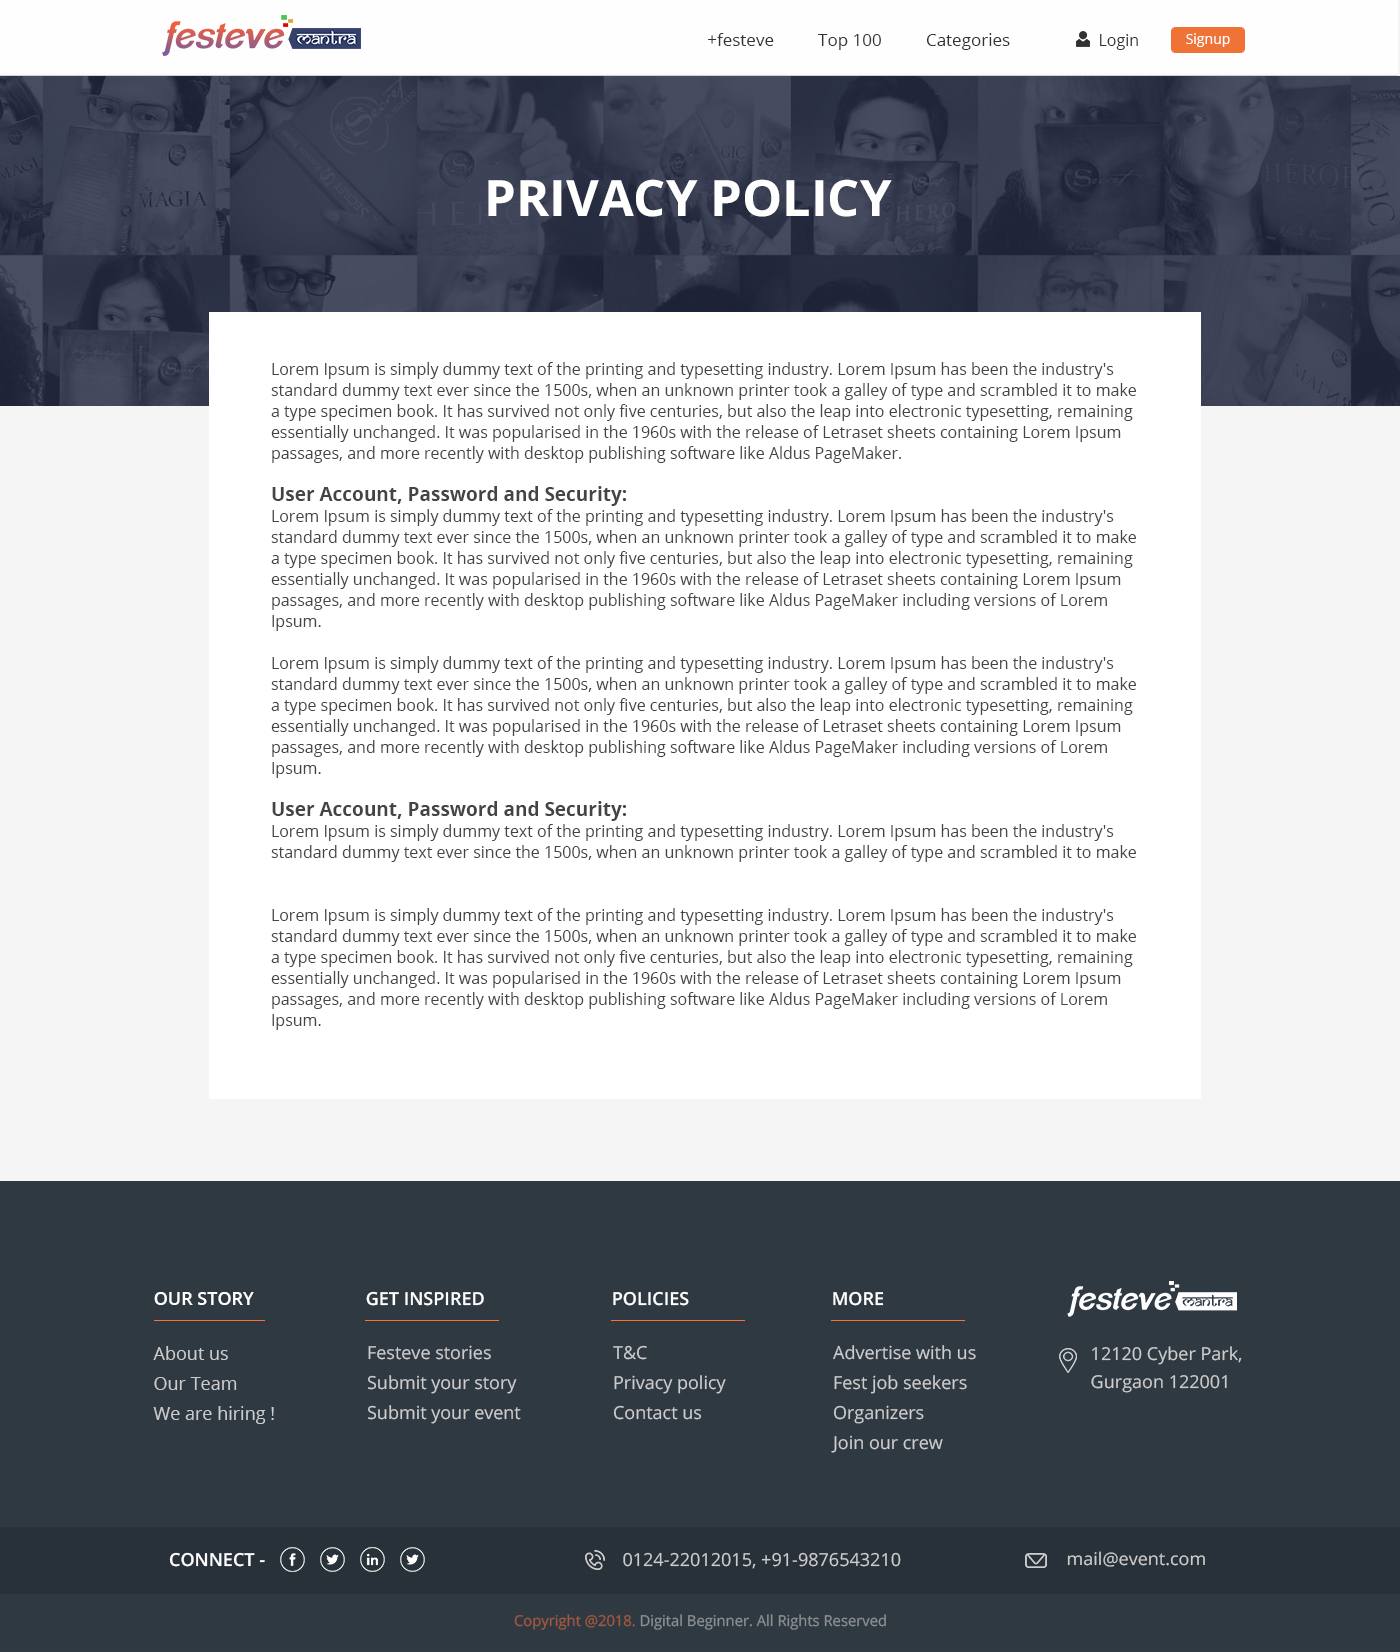 festeve mantra
+festeve
Top 100
Categories
Login
Signup
MAGIA
HERO
MAGIC
HERO
PRIVACY POLICY
Lorem Ipsum is simply dummy text of the printing and typesetting industry. Lorem Ipsum has been the industry's
standard dummy text ever since the 1500s, when an unknown printer took a galley of type and scrambled it to make
a type specimen book. It has survived not only five centuries, but also the leap into electronic typesetting, remaining
essentially unchanged. It was popularised in the 1960s with the release of Letraset sheets containing Lorem Ipsum
passages, and more recently with desktop publishing software like Aldus PageMaker.
User Account, Password and Security:
Lorem Ipsum is simply dummy text of the printing and typesetting industry. Lorem Ipsum has been the industry's
standard dummy text ever since the 1500s, when an unknown printer took a galley of type and scrambled it to make
a type specimen book. It has survived not only five centuries, but also the leap into electronic typesetting, remaining
essentially unchanged. It was popularised in the 1960s with the release of Letraset sheets containing Lorem Ipsum
passages, and more recently with desktop publishing software like Aldus PageMaker including versions of Lorem
Ipsum.
Lorem Ipsum is simply dummy text of the printing and typesetting industry. Lorem Ipsum has been the industry's
standard dummy text ever since the 1500s, when an unknown printer took a galley of type and scrambled it to make
a type specimen book. It has survived not only five centuries, but also the leap into electronic typesetting, remaining
essentially unchanged. It was popularised in the 1960s with the release of Letraset sheets containing Lorem Ipsum
passages, and more recently with desktop publishing software like Aldus PageMaker including versions of Lorem
Ipsum.
User Account, Password and Security:
Lorem Ipsum is simply dummy text of the printing and typesetting industry. Lorem Ipsum has been the industry's
standard dummy text ever since the 1500s, when an unknown printer took a galley of type and scrambled it to make
Lorem Ipsum is simply dummy text of the printing and typesetting industry. Lorem Ipsum has been the industry's
standard dummy text ever since the 1500s, when an unknown printer took a galley of type and scrambled it to make
a type specimen book. It has survived not only five centuries, but also the leap into electronic typesetting, remaining
essentially unchanged. It was popularised in the 1960s with the release of Letraset sheets containing Lorem Ipsum
passages, and more recently with desktop publishing software like Aldus PageMaker including versions of Lorem
Ipsum.
OUR STORY
About us
Our Team
We are hiring !
GET INSPIRED
Festeve stories
Submit your story
Submit your event
POLICIES
T&C
Privacy policy
Contact us
MORE
Advertise with us
Fest job seekers
Organizers
Join our crew
festeve mantra
12120 Cyber Park,
Gurgaon 122001
CONNECT -
0124-22012015, +91-9876543210
mail@event.com
Copyright @2018. Digital Beginner. All Rights Reserved